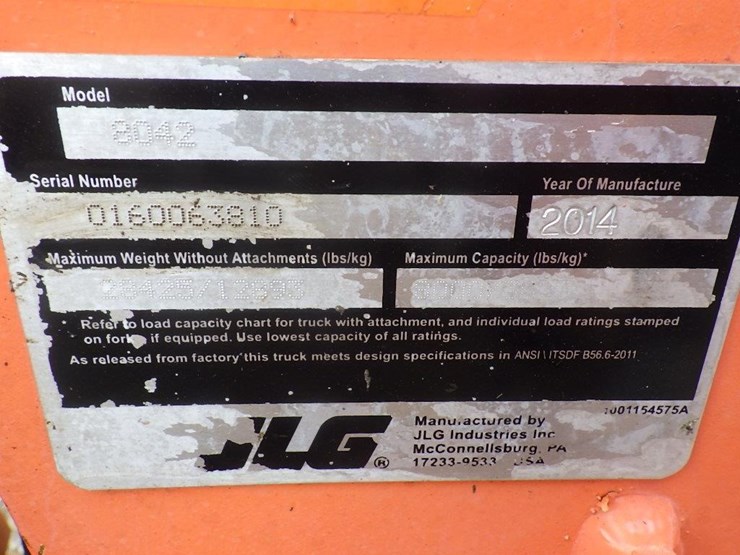 Model
8042
Serial Number
Year Of Manufacture
0160063810
2014
Maximum Weight Without Attachments (lbs/kg)
Maximum Capacity (lbs/kg)*
Refer to load capacity chart for truck with attachment, and individual load ratings stamped
on forks if equipped. Use lowest capacity of all ratings.
As released from factory this truck meets design specifications in ANSI \ ITSDF B56.6-2011
1001154575A
JLG ®
Manufactured by
JLG Industries Inc
McConnellsburg, PA
17233-9533 USA